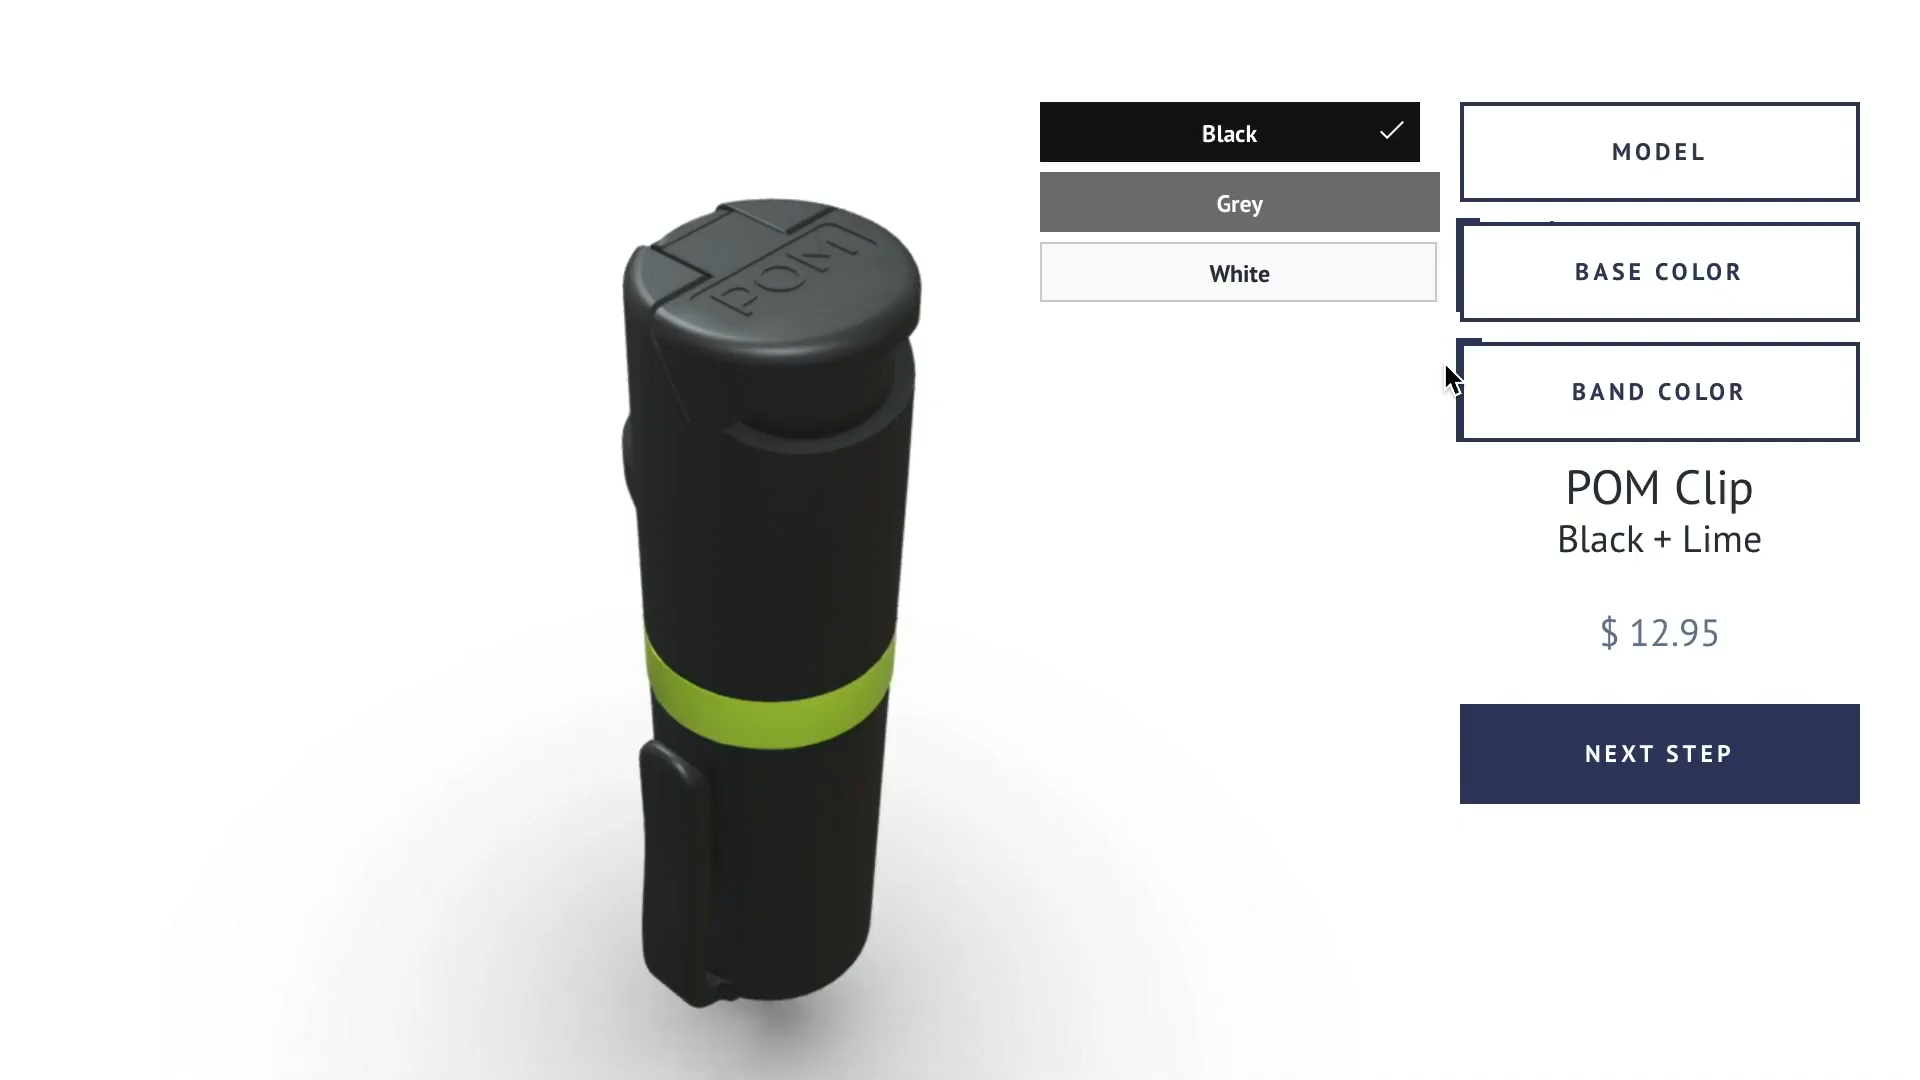 POM
Black
Grey
White
MODEL
BASE COLOR
BAND COLOR
POM Clip
Black + Lime
$ 12.95
NEXT STEP